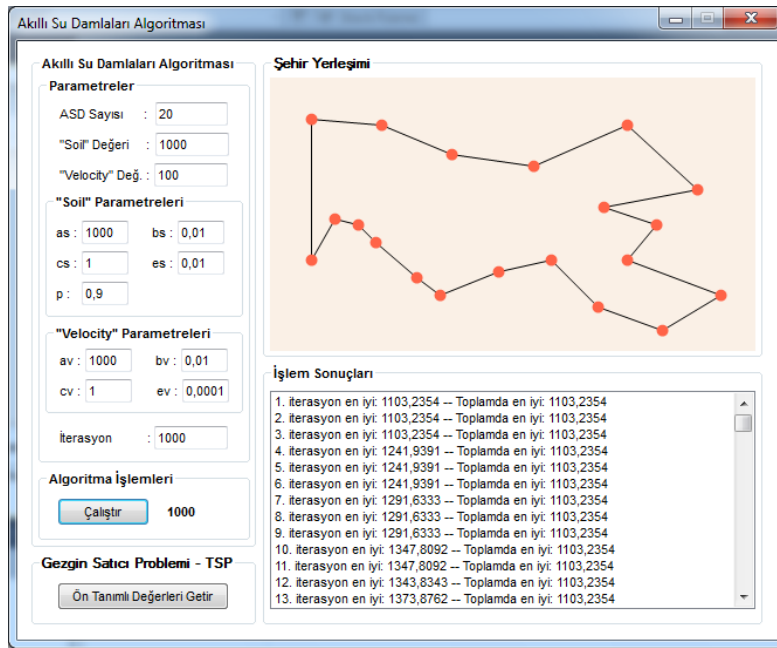 Akıllı Su Damlaları Algoritması
Akıllı Su Damlaları Algoritması
Parametreler
ASD Sayısı : 20
"Soil" Değeri : 1000
"Velocity" Değ. : 100
"Soil" Parametreleri
as : 1000 bs : 0,01
cs : 1 es : 0,01
p : 0,9
"Velocity" Parametreleri
av : 1000 bv : 0,01
cv : 1 ev : 0,0001
İterasyon : 1000
Algoritma İşlemleri
Çalıştır 1000
Gezgin Satıcı Problemi - TSP
Ön Tanımlı Değerleri Getir
Şehir Yerleşimi
İşlem Sonuçları
1. iterasyon en iyi: 1103,2354 -- Toplamda en iyi: 1103,2354
2. iterasyon en iyi: 1103,2354 -- Toplamda en iyi: 1103,2354
3. iterasyon en iyi: 1103,2354 -- Toplamda en iyi: 1103,2354
4. iterasyon en iyi: 1241,9391 -- Toplamda en iyi: 1103,2354
5. iterasyon en iyi: 1241,9391 -- Toplamda en iyi: 1103,2354
6. iterasyon en iyi: 1241,9391 -- Toplamda en iyi: 1103,2354
7. iterasyon en iyi: 1291,6333 -- Toplamda en iyi: 1103,2354
8. iterasyon en iyi: 1291,6333 -- Toplamda en iyi: 1103,2354
9. iterasyon en iyi: 1291,6333 -- Toplamda en iyi: 1103,2354
10. iterasyon en iyi: 1347,8092 -- Toplamda en iyi: 1103,2354
11. iterasyon en iyi: 1347,8092 -- Toplamda en iyi: 1103,2354
12. iterasyon en iyi: 1343,8343 -- Toplamda en iyi: 1103,2354
13. iterasyon en iyi: 1373,8762 -- Toplamda en iyi: 1103,2354